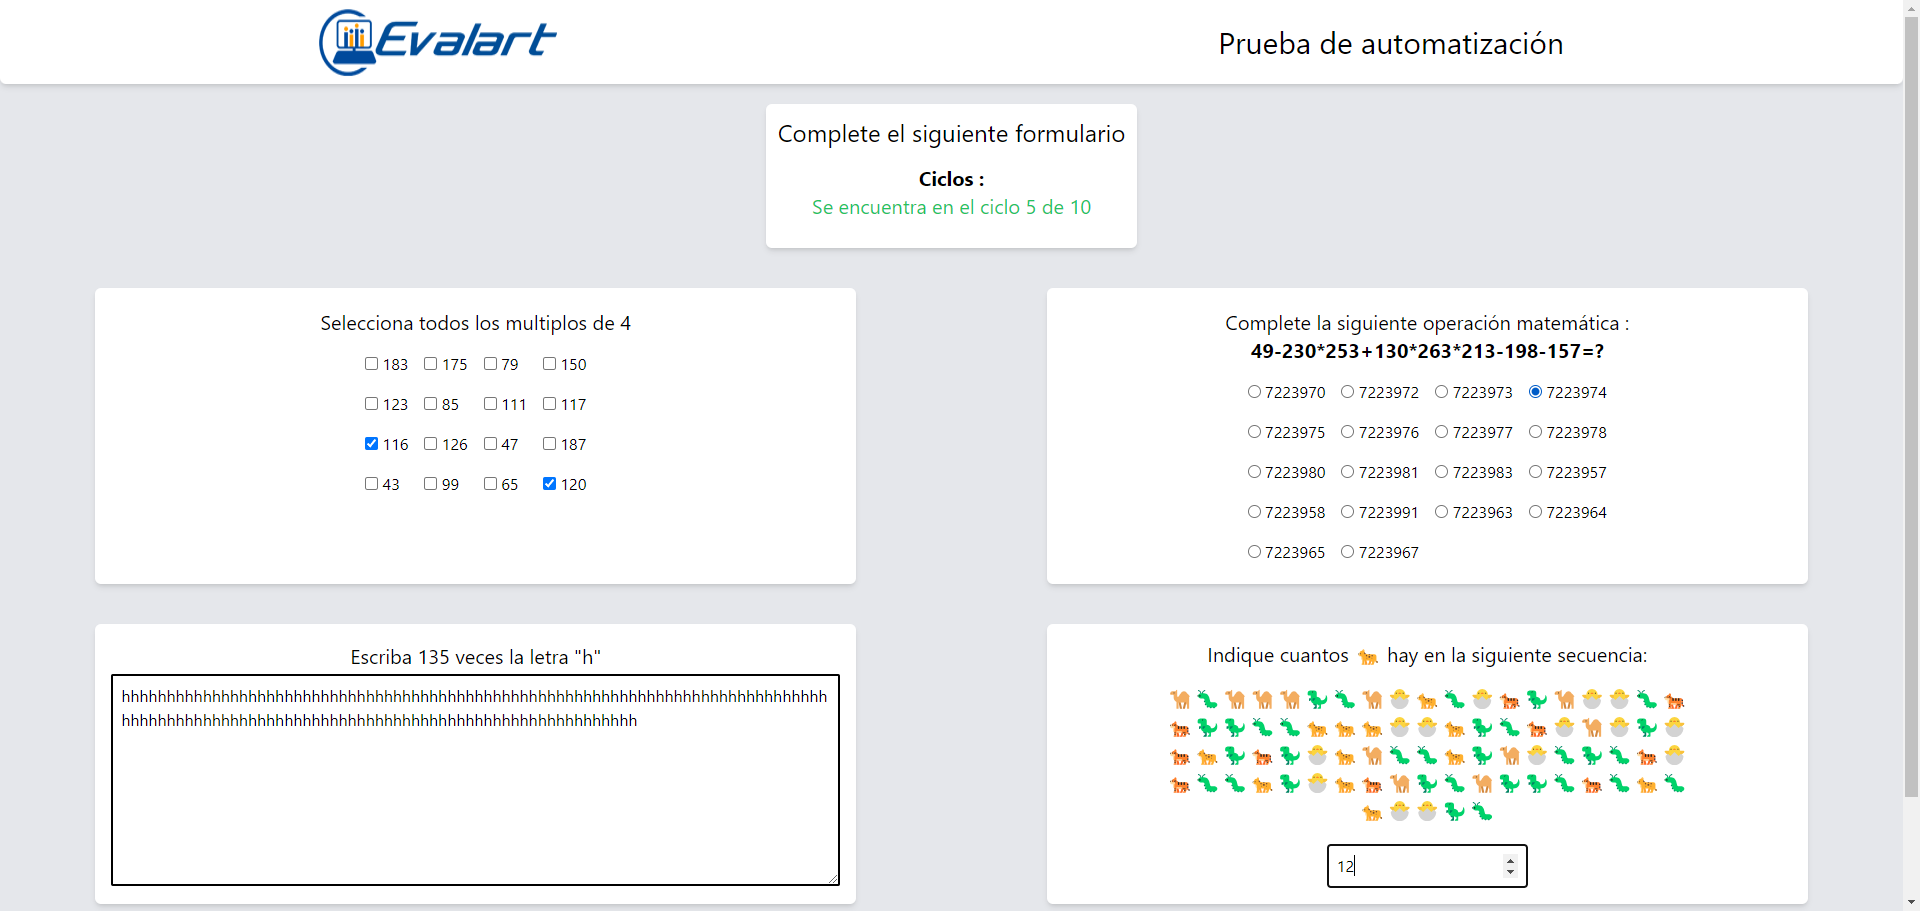 Evalart
Prueba de automatización
Complete el siguiente formulario
Ciclos :
Se encuentra en el ciclo 5 de 10
Selecciona todos los multiplos de 4
183 175 79 150
123 85 111 117
116 126 47 187
43 99 65 120
Complete la siguiente operación matemática :
49-230*253+130*263*213-198-157=?
7223970 7223972 7223973 7223974
7223975 7223976 7223977 7223978
7223980 7223981 7223983 7223957
7223958 7223991 7223963 7223964
7223965 7223967
Escriba 135 veces la letra "h"
hhhhhhhhhhhhhhhhhhhhhhhhhhhhhhhhhhhhhhhhhhhhhhhhhhhhhhhhhhhhhhhhhhhhhhhhhhhhhh
hhhhhhhhhhhhhhhhhhhhhhhhhhhhhhhhhhhhhhhhhhhhhhhhhhhhhhhhh
Indique cuantos 🐆 hay en la siguiente secuencia:
12